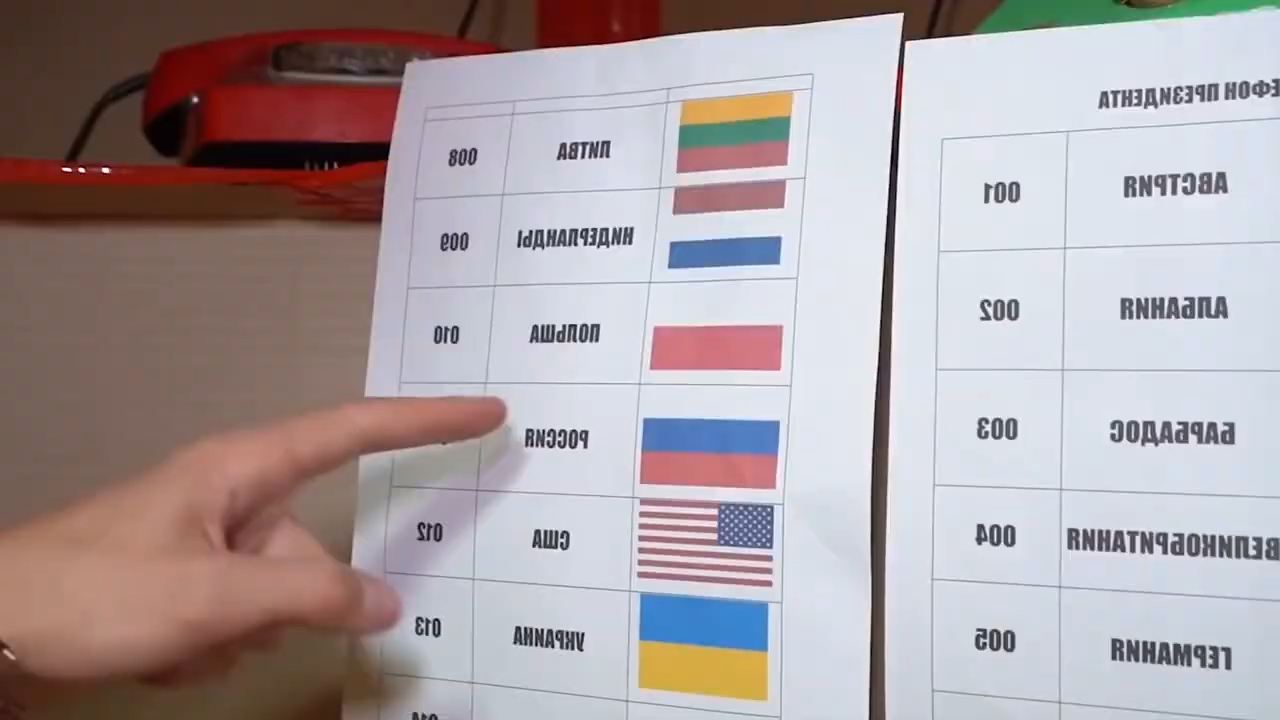 ЕФОН ПРЕЗИДЕНТА
АВСТРИЯ 001
АЛБАНИЯ 002
БАРБАДОС 003
ВЕЛИКОБРИТАНИЯ 004
ГЕРМАНИЯ 005
ЛИТВА 008
НИДЕРЛАНДЫ 009
ПОЛЬША 010
РОССИЯ
США 012
УКРАИНА 013